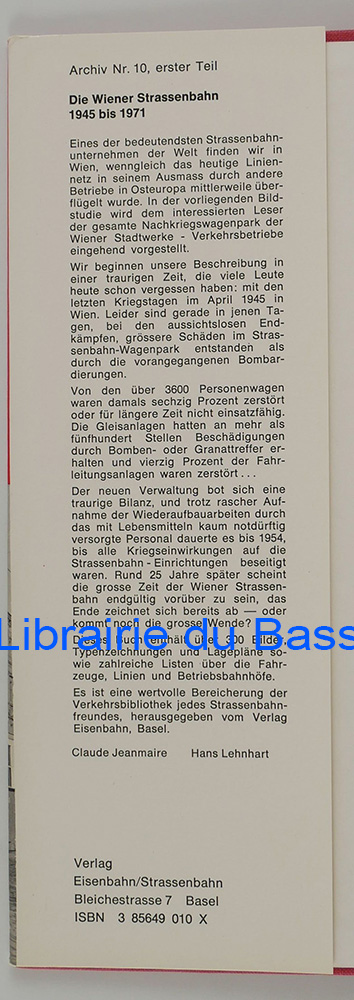 Archiv Nr. 10, erster Teil
Die Wiener Strassenbahn
1945 bis 1971
Eines der bedeutendsten Strassenbahn-
unternehmen der Welt finden wir in
Wien, wenngleich das heutige Linien-
netz in seinem Ausmass durch andere
Betriebe in Osteuropa mittlerweile über-
flügelt wurde. In der vorliegenden Bild-
studie wird dem interessierten Leser
der gesamte Nachkriegswagenpark der
Wiener Stadtwerke - Verkehrsbetriebe
eingehend vorgestellt.
Wir beginnen unsere Beschreibung in
einer traurigen Zeit, die viele Leute
heute schon vergessen haben: mit den
letzten Kriegstagen im April 1945 in
Wien. Leider sind gerade in jenen Ta-
gen, bei den aussichtslosen End-
kämpfen, grössere Schäden im Stras-
senbahn-Wagenpark entstanden als
durch die vorangegangenen Bombar-
dierungen.
Von den über 3600 Personenwagen
waren damals sechzig Prozent zerstört
oder für längere Zeit nicht einsatzfähig.
Die Gleisanlagen hatten an mehr als
fünfhundert Stellen Beschädigungen
durch Bomben- oder Granattreffer er-
halten und vierzig Prozent der Fahr-
leitungsanlagen waren zerstört...
Der neuen Verwaltung bot sich eine
traurige Bilanz, und trotz rascher Auf-
nahme der Wiederaufbauarbeiten durch
das mit Lebensmitteln kaum notdürftig
versorgte Personal dauerte es bis 1954,
bis alle Kriegseinwirkungen auf die
Strassenbahn - Einrichtungen beseitigt
waren. Rund 25 Jahre später scheint
die grosse Zeit der Wiener Strassen-
bahn endgültig vorüber zu sein, das
Ende zeichnet sich bereits ab — oder
kommt noch die grosse Wende?
Librairie du Bass
Dieses Buch enthält über 300 Bilder,
Typenzeichnungen und Lagepläne so-
wie zahlreiche Listen über die Fahr-
zeuge, Linien und Betriebsbahnhöfe.
Es ist eine wertvolle Bereicherung der
Verkehrsbibliothek jedes Strassenbahn-
freundes, herausgegeben vom Verlag
Eisenbahn, Basel.
Claude Jeanmaire Hans Lehnhart
Verlag
Eisenbahn/Strassenbahn
Bleichestrasse 7 Basel
ISBN 3 85649 010 X